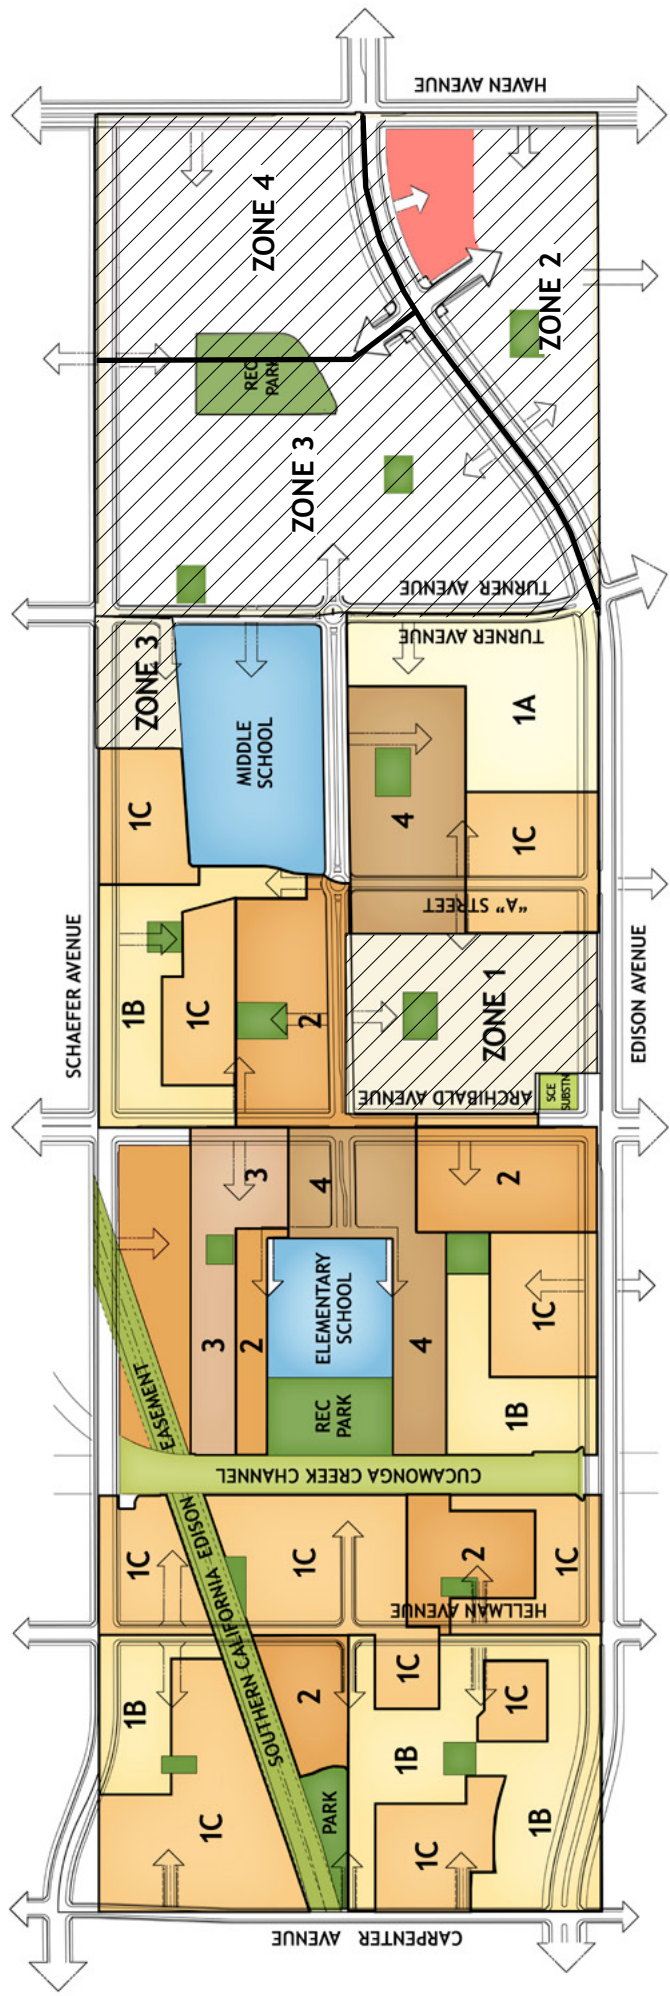 HAVEN AVENUE
ZONE 4
ZONE 2
REC
PARK
ZONE 3
TURNER AVENUE
TURNER AVENUE
ZONE 3
MIDDLE
SCHOOL
1A
1C
4
1C
"A" STREET
SCHAEFER AVENUE
EDISON AVENUE
1B
1C
2
ZONE 1
ARCHIBALD AVENUE
SCE
SUBSTN
3
4
2
ELEMENTARY
SCHOOL
1C
3
2
4
REC
PARK
1B
EASEMENT
CUCAMONGA CREEK CHANNEL
SOUTHERN CALIFORNIA EDISON
1C
1C
2
1C
HELLMAN AVENUE
1B
2
1C
1C
1B
PARK
1C
1C
1B
CARPENTER AVENUE